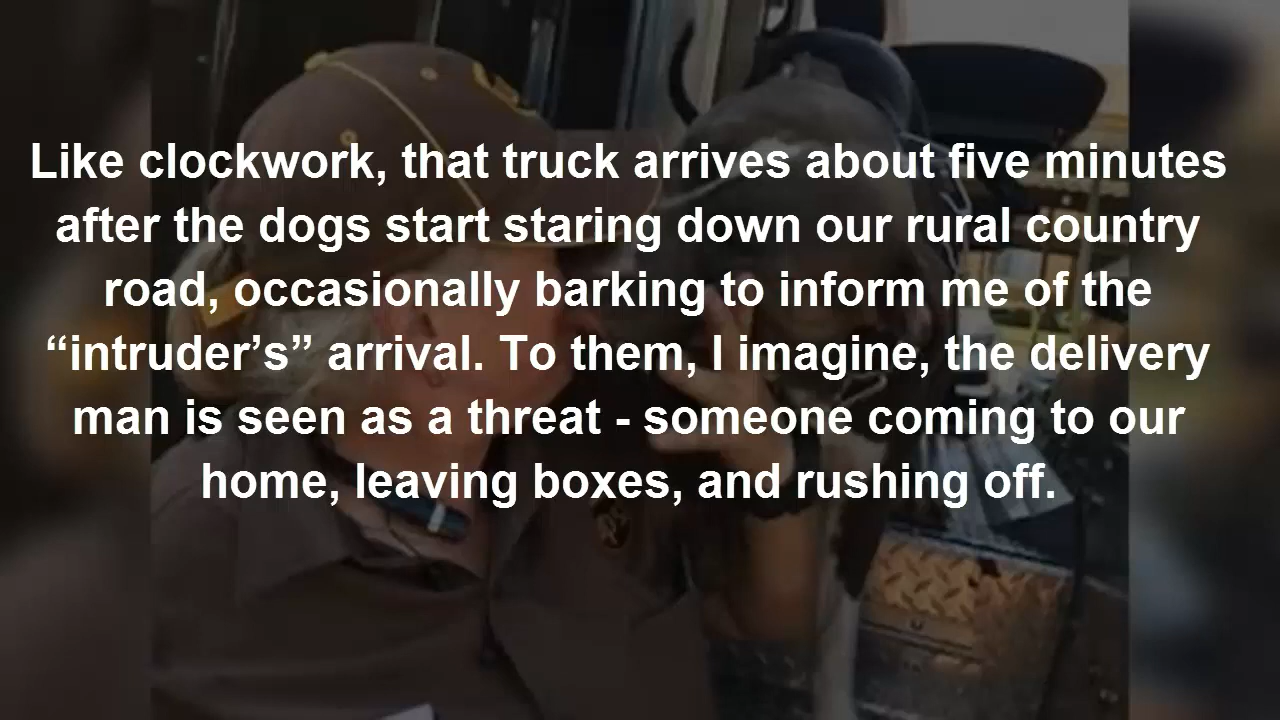 Like clockwork, that truck arrives about five minutes
after the dogs start staring down our rural country
road, occasionally barking to inform me of the
“intruder’s” arrival. To them, I imagine, the delivery
man is seen as a threat - someone coming to our
home, leaving boxes, and rushing off.